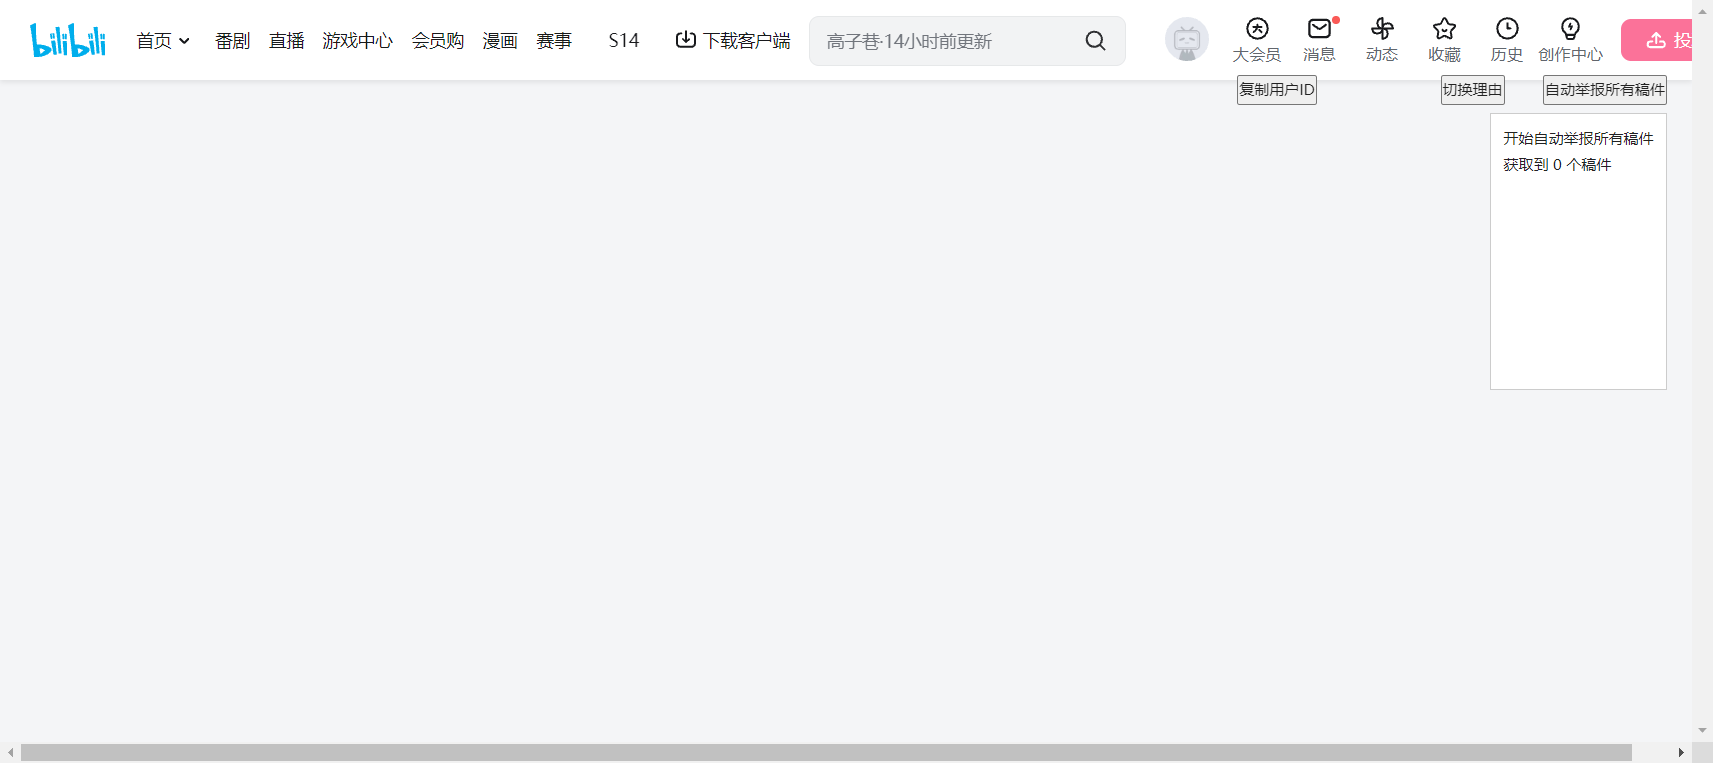 bilibili
首页 番剧 直播 游戏中心 会员购 漫画 赛事 S14 下载客户端
高子巷·14小时前更新
大会员 消息 动态 收藏 历史 创作中心 投
复制用户ID 切换理由 自动举报所有稿件
开始自动举报所有稿件
获取到 0 个稿件